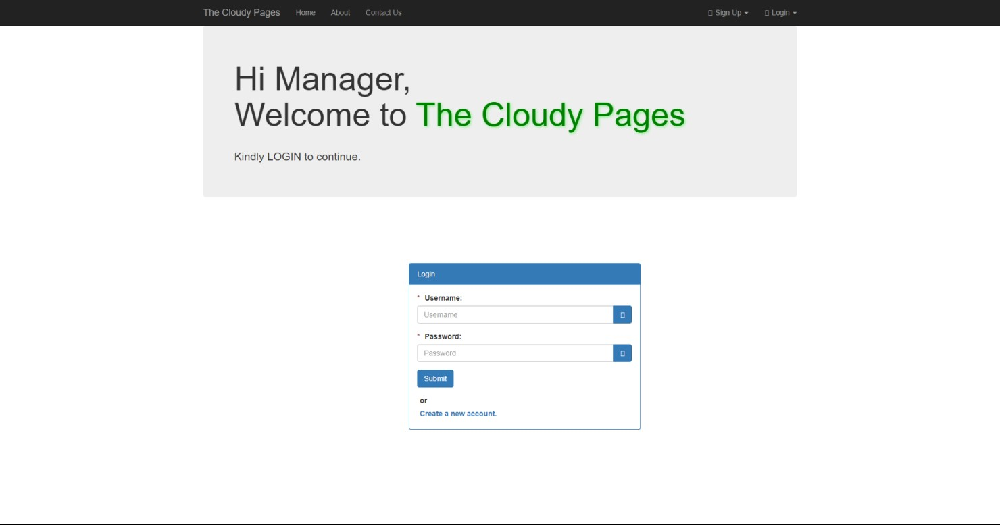 The Cloudy Pages Home About Contact Us Sign Up Login
Hi Manager,
Welcome to The Cloudy Pages
Kindly LOGIN to continue.
Login
* Username:
Username
* Password:
Password
Submit
or
Create a new account.